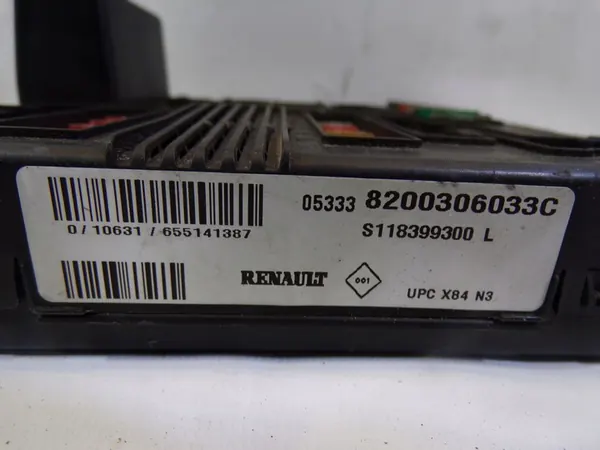 05333 8200306033C
0/10631/655141387
S118399300 L
RENAULT
001
UPC X84 N3